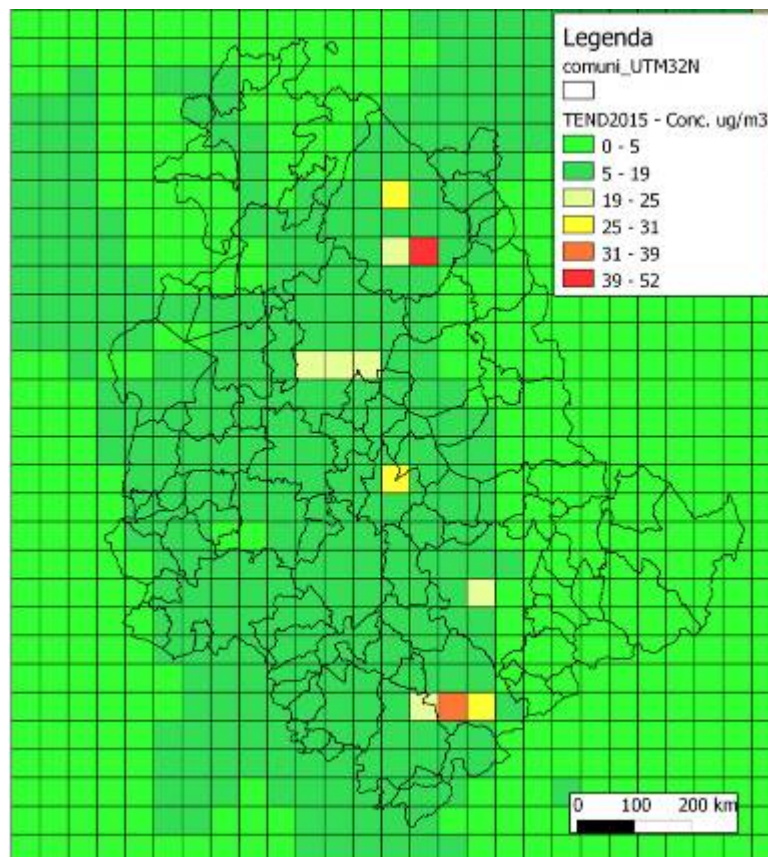 Legenda
comuni_UTM32N
TEND2015 - Conc. ug/m3
0 - 5
5 - 19
19 - 25
25 - 31
31 - 39
39 - 52
0 100 200 km